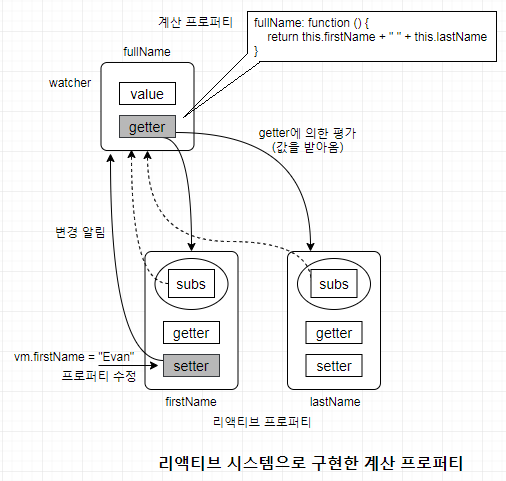 계산 프로퍼티
fullName: function () {
return this.firstName + " " + this.lastName
}
fullName
watcher
value
getter
getter에 의한 평가
(값을 받아옴)
변경 알림
subs
getter
setter
subs
getter
setter
vm.firstName = "Evan"
프로퍼티 수정
firstName
lastName
리액티브 프로퍼티
리액티브 시스템으로 구현한 계산 프로퍼티